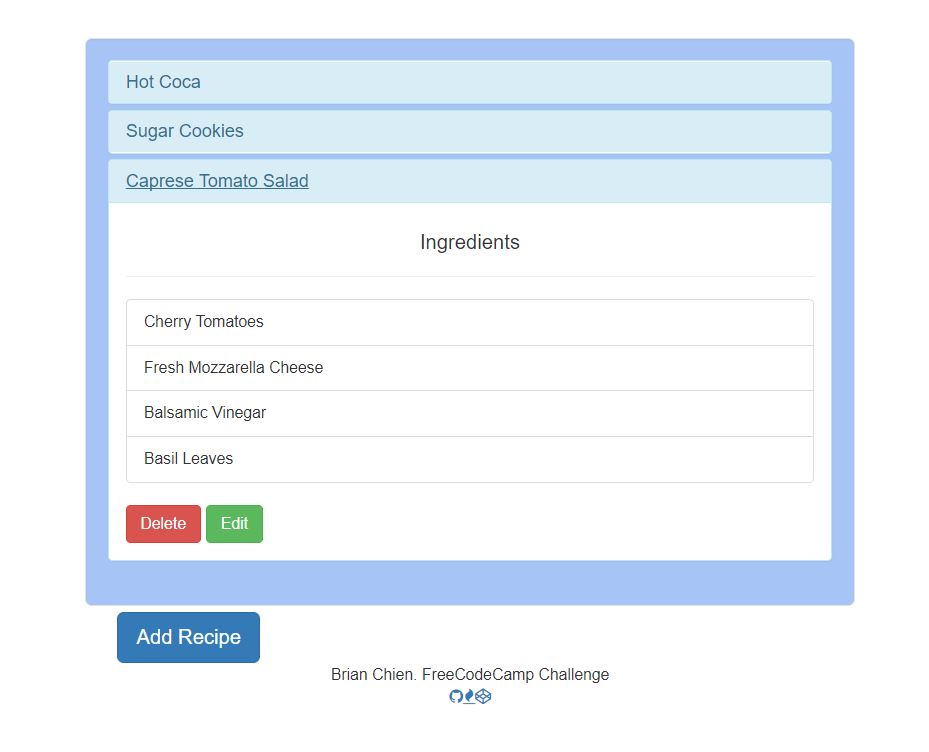 Hot Coca
Sugar Cookies
Caprese Tomato Salad
Ingredients
Cherry Tomatoes
Fresh Mozzarella Cheese
Balsamic Vinegar
Basil Leaves
Delete Edit
Add Recipe
Brian Chien. FreeCodeCamp Challenge